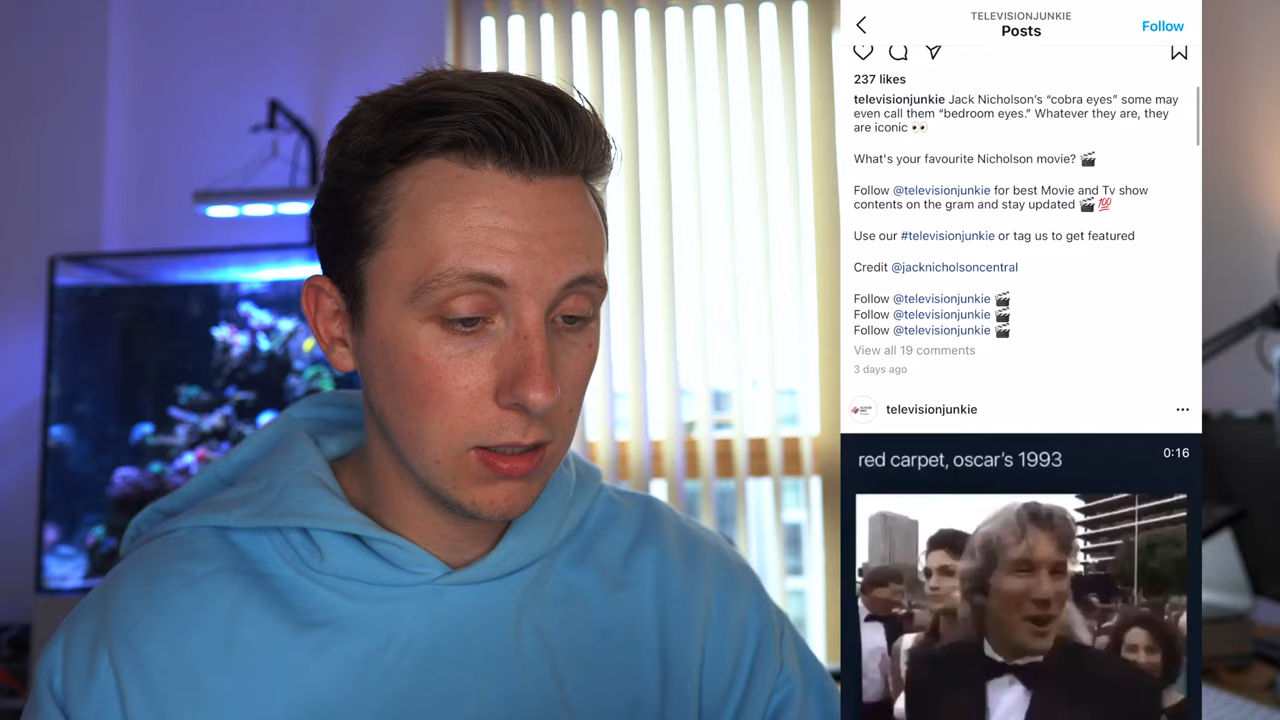 TELEVISIONJUNKIE
Posts
Follow
237 likes
televisionjunkie Jack Nicholson's “cobra eyes” some may
even call them “bedroom eyes.” Whatever they are, they
are iconic 👀
What's your favourite Nicholson movie? 🎬
Follow @televisionjunkie for best Movie and Tv show
contents on the gram and stay updated 🎬 💯
Use our #televisionjunkie or tag us to get featured
Credit @jacknicholsoncentral
Follow @televisionjunkie 🎬
Follow @televisionjunkie 🎬
Follow @televisionjunkie 🎬
View all 19 comments
3 days ago
televisionjunkie
red carpet, oscar's 1993
0:16